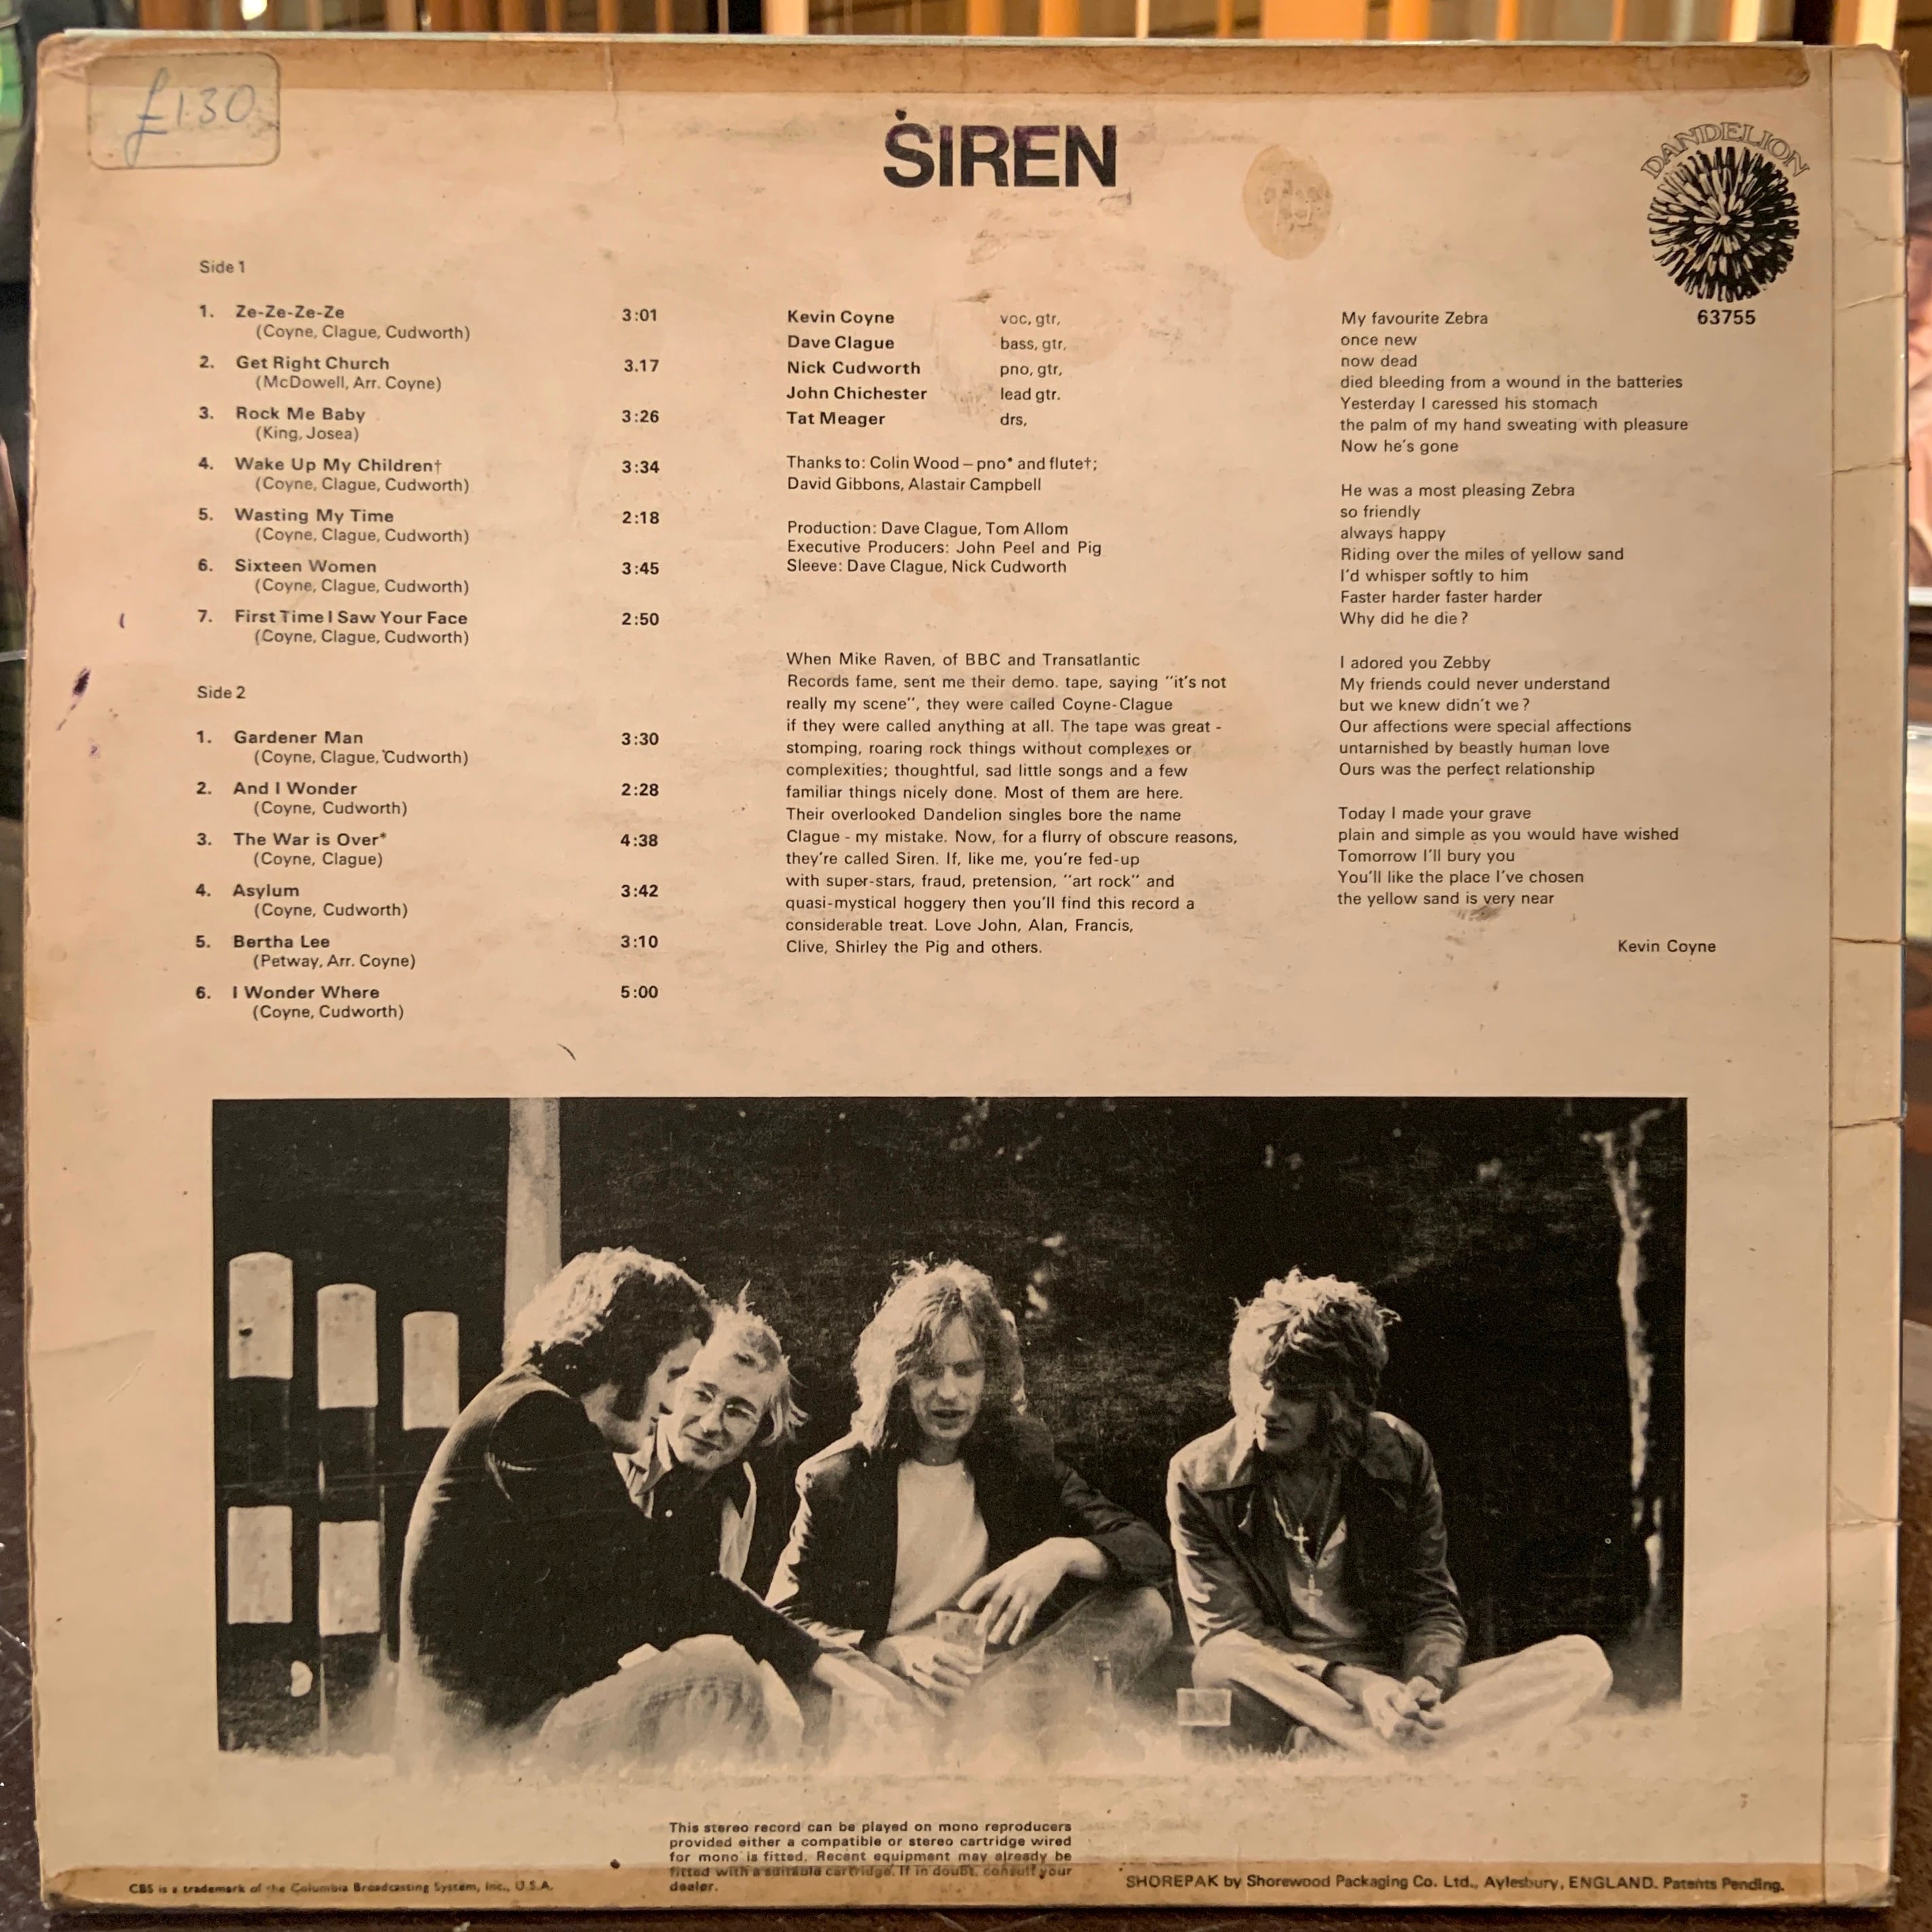 £1.30
SIREN
DANDELION
63755
Side 1
1. Ze-Ze-Ze-Ze 3:01
(Coyne, Clague, Cudworth)
2. Get Right Church 3.17
(McDowell, Arr. Coyne)
3. Rock Me Baby 3:26
(King, Josea)
4. Wake Up My Children† 3:34
(Coyne, Clague, Cudworth)
5. Wasting My Time 2:18
(Coyne, Clague, Cudworth)
6. Sixteen Women 3:45
(Coyne, Clague, Cudworth)
7. First Time I Saw Your Face 2:50
(Coyne, Clague, Cudworth)
Side 2
1. Gardener Man 3:30
(Coyne, Clague, Cudworth)
2. And I Wonder 2:28
(Coyne, Cudworth)
3. The War is Over* 4:38
(Coyne, Clague)
4. Asylum 3:42
(Coyne, Cudworth)
5. Bertha Lee 3:10
(Petway, Arr. Coyne)
6. I Wonder Where 5:00
(Coyne, Cudworth)
Kevin Coyne voc, gtr,
Dave Clague bass, gtr,
Nick Cudworth pno, gtr,
John Chichester lead gtr.
Tat Meager drs,
Thanks to: Colin Wood – pno* and flute†;
David Gibbons, Alastair Campbell
Production: Dave Clague, Tom Allom
Executive Producers: John Peel and Pig
Sleeve: Dave Clague, Nick Cudworth
When Mike Raven, of BBC and Transatlantic
Records fame, sent me their demo. tape, saying "it's not
really my scene", they were called Coyne-Clague
if they were called anything at all. The tape was great -
stomping, roaring rock things without complexes or
complexities; thoughtful, sad little songs and a few
familiar things nicely done. Most of them are here.
Their overlooked Dandelion singles bore the name
Clague - my mistake. Now, for a flurry of obscure reasons,
they're called Siren. If, like me, you're fed-up
with super-stars, fraud, pretension, "art rock" and
quasi-mystical hoggery then you'll find this record a
considerable treat. Love John, Alan, Francis,
Clive, Shirley the Pig and others.
My favourite Zebra
once new
now dead
died bleeding from a wound in the batteries
Yesterday I caressed his stomach
the palm of my hand sweating with pleasure
Now he's gone
He was a most pleasing Zebra
so friendly
always happy
Riding over the miles of yellow sand
I'd whisper softly to him
Faster harder faster harder
Why did he die?
I adored you Zebby
My friends could never understand
but we knew didn't we?
Our affections were special affections
untarnished by beastly human love
Ours was the perfect relationship
Today I made your grave
plain and simple as you would have wished
Tomorrow I'll bury you
You'll like the place I've chosen
the yellow sand is very near
Kevin Coyne
This stereo record can be played on mono reproducers
provided either a compatible or stereo cartridge wired
for mono is fitted. Recent equipment may already be
fitted with a suitable cartridge. If in doubt, consult your
dealer.
CBS is a trademark of the Columbia Broadcasting System, Inc., U.S.A.
SHOREPAK by Shorewood Packaging Co. Ltd., Aylesbury, ENGLAND. Patents Pending.